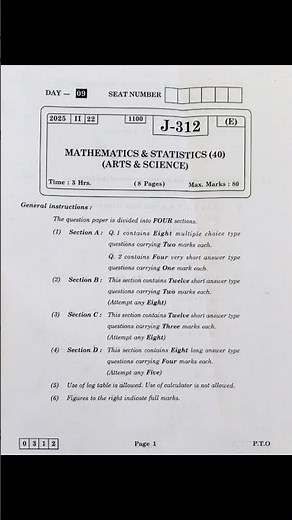 DAY — 09 SEAT NUMBER
2025 II 22 1100 J-312 (E)
MATHEMATICS & STATISTICS (40)
(ARTS & SCIENCE)
Time : 3 Hrs. (8 Pages) Max. Marks : 80
General instructions :
The question paper is divided into FOUR sections.
(1) Section A : Q. 1 contains Eight multiple choice type
questions carrying Two marks each.
Q. 2 contains Four very short answer type
questions carrying One mark each.
(2) Section B : This section contains Twelve short answer type
questions carrying Two marks each.
(Attempt any Eight)
(3) Section C : This section contains Twelve short answer type
questions carrying Three marks each.
(Attempt any Eight)
(4) Section D : This section contains Eight long answer type
questions carrying Four marks each.
(Attempt any Five)
(5) Use of log table is allowed. Use of calculator is not allowed.
(6) Figures to the right indicate full marks.
0 3 1 2 Page 1 P.T.O